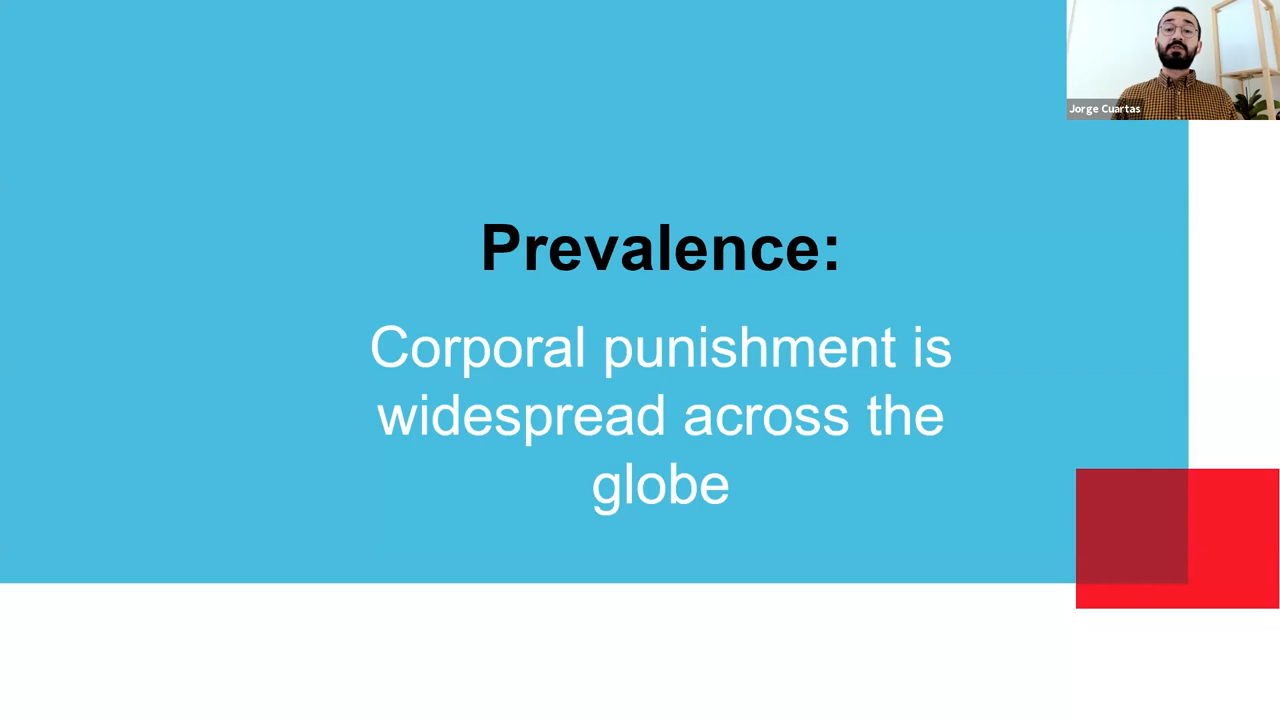 Jorge Cuartas
Prevalence:
Corporal punishment is
widespread across the
globe